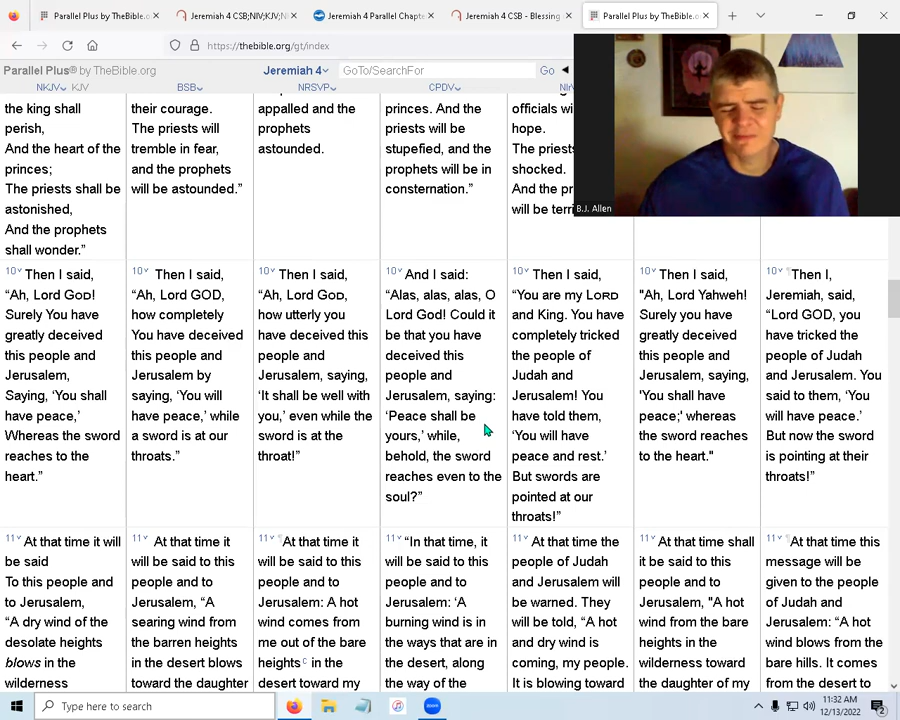 Parallel Plus by TheBible.o
Jeremiah 4 CSB;NIV;KJV;N
Jeremiah 4 Parallel Chapte
Jeremiah 4 CSB - Blessing
Parallel Plus by TheBible.o
https://thebible.org/gt/index
Parallel Plus® by TheBible.org
Jeremiah 4
GoTo/SearchFor
Go
NKJV KJV
BSB
NRSVP
CPDV
the king shall
perish,
And the heart of the
princes;
The priests shall be
astonished,
And the prophets
shall wonder.”
their courage.
The priests will
tremble in fear,
and the prophets
will be astounded.”
appalled and the
prophets
astounded.
princes. And the
priests will be
stupefied, and the
prophets will be in
consternation.”
officials wi
hope.
The priests
shocked.
And the pr
will be terri
B.J. Allen
10 Then I said,
“Ah, Lord GOD!
Surely You have
greatly deceived
this people and
Jerusalem,
Saying, ‘You shall
have peace,’
Whereas the sword
reaches to the
heart.”
10 Then I said,
“Ah, Lord GOD,
how completely
You have deceived
this people and
Jerusalem by
saying, ‘You will
have peace,’ while
a sword is at our
throats.”
10 Then I said,
“Ah, Lord GOD,
how utterly you
have deceived this
people and
Jerusalem, saying,
‘It shall be well with
you,’ even while the
sword is at the
throat!”
10 And I said:
“Alas, alas, alas, O
Lord God! Could it
be that you have
deceived this
people and
Jerusalem, saying:
‘Peace shall be
yours,’ while,
behold, the sword
reaches even to the
soul?”
Then I said,
“You are my LORD
and King. You have
completely tricked
the people of
Judah and
Jerusalem! You
have told them,
‘You will have
peace and rest.’
But swords are
pointed at our
throats!”
10 Then I said,
"Ah, Lord Yahweh!
Surely you have
greatly deceived
this people and
Jerusalem, saying,
'You shall have
peace;' whereas
the sword reaches
to the heart."
10 Then I,
Jeremiah, said,
“Lord GOD, you
have tricked the
people of Judah
and Jerusalem. You
said to them, ‘You
will have peace.’
But now the sword
is pointing at their
throats!”
11 At that time it will
be said
To this people and
to Jerusalem,
“A dry wind of the
desolate heights
blows in the
wilderness
11 At that time it
will be said to this
people and to
Jerusalem, “A
searing wind from
the barren heights
in the desert blows
toward the daughter
11 At that time it
will be said to this
people and to
Jerusalem: A hot
wind comes from
me out of the bare
heights c in the
desert toward my
11 “In that time, it
will be said to this
people and to
Jerusalem: ‘A
burning wind is in
the ways that are in
the desert, along
the way of the
11 At that time the
people of Judah
and Jerusalem will
be warned. They
will be told, “A hot
and dry wind is
coming, my people.
It is blowing toward
11 At that time shall
it be said to this
people and to
Jerusalem, "A hot
wind from the bare
heights in the
wilderness toward
the daughter of my
11 At that time this
message will be
given to the people
of Judah and
Jerusalem: “A hot
wind blows from the
bare hills. It comes
from the desert to
Type here to search
11:32 AM
12/13/2022
2